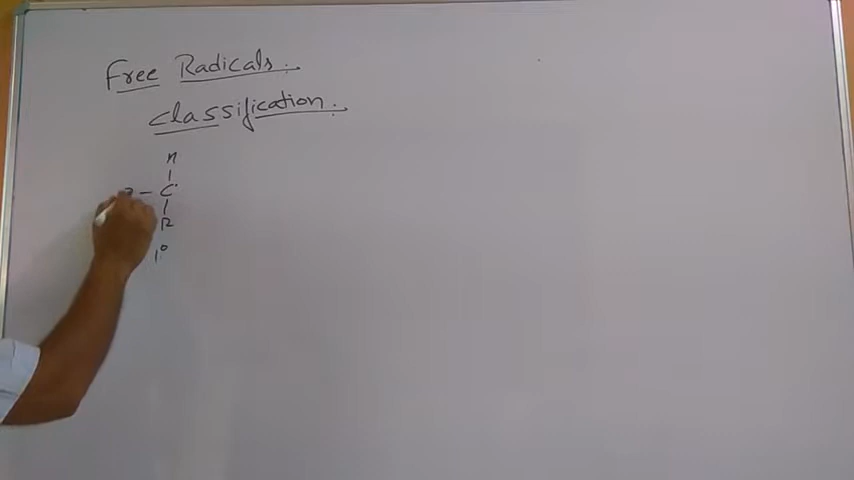 Free Radicals.
Classification.
H
– C·
R
1°